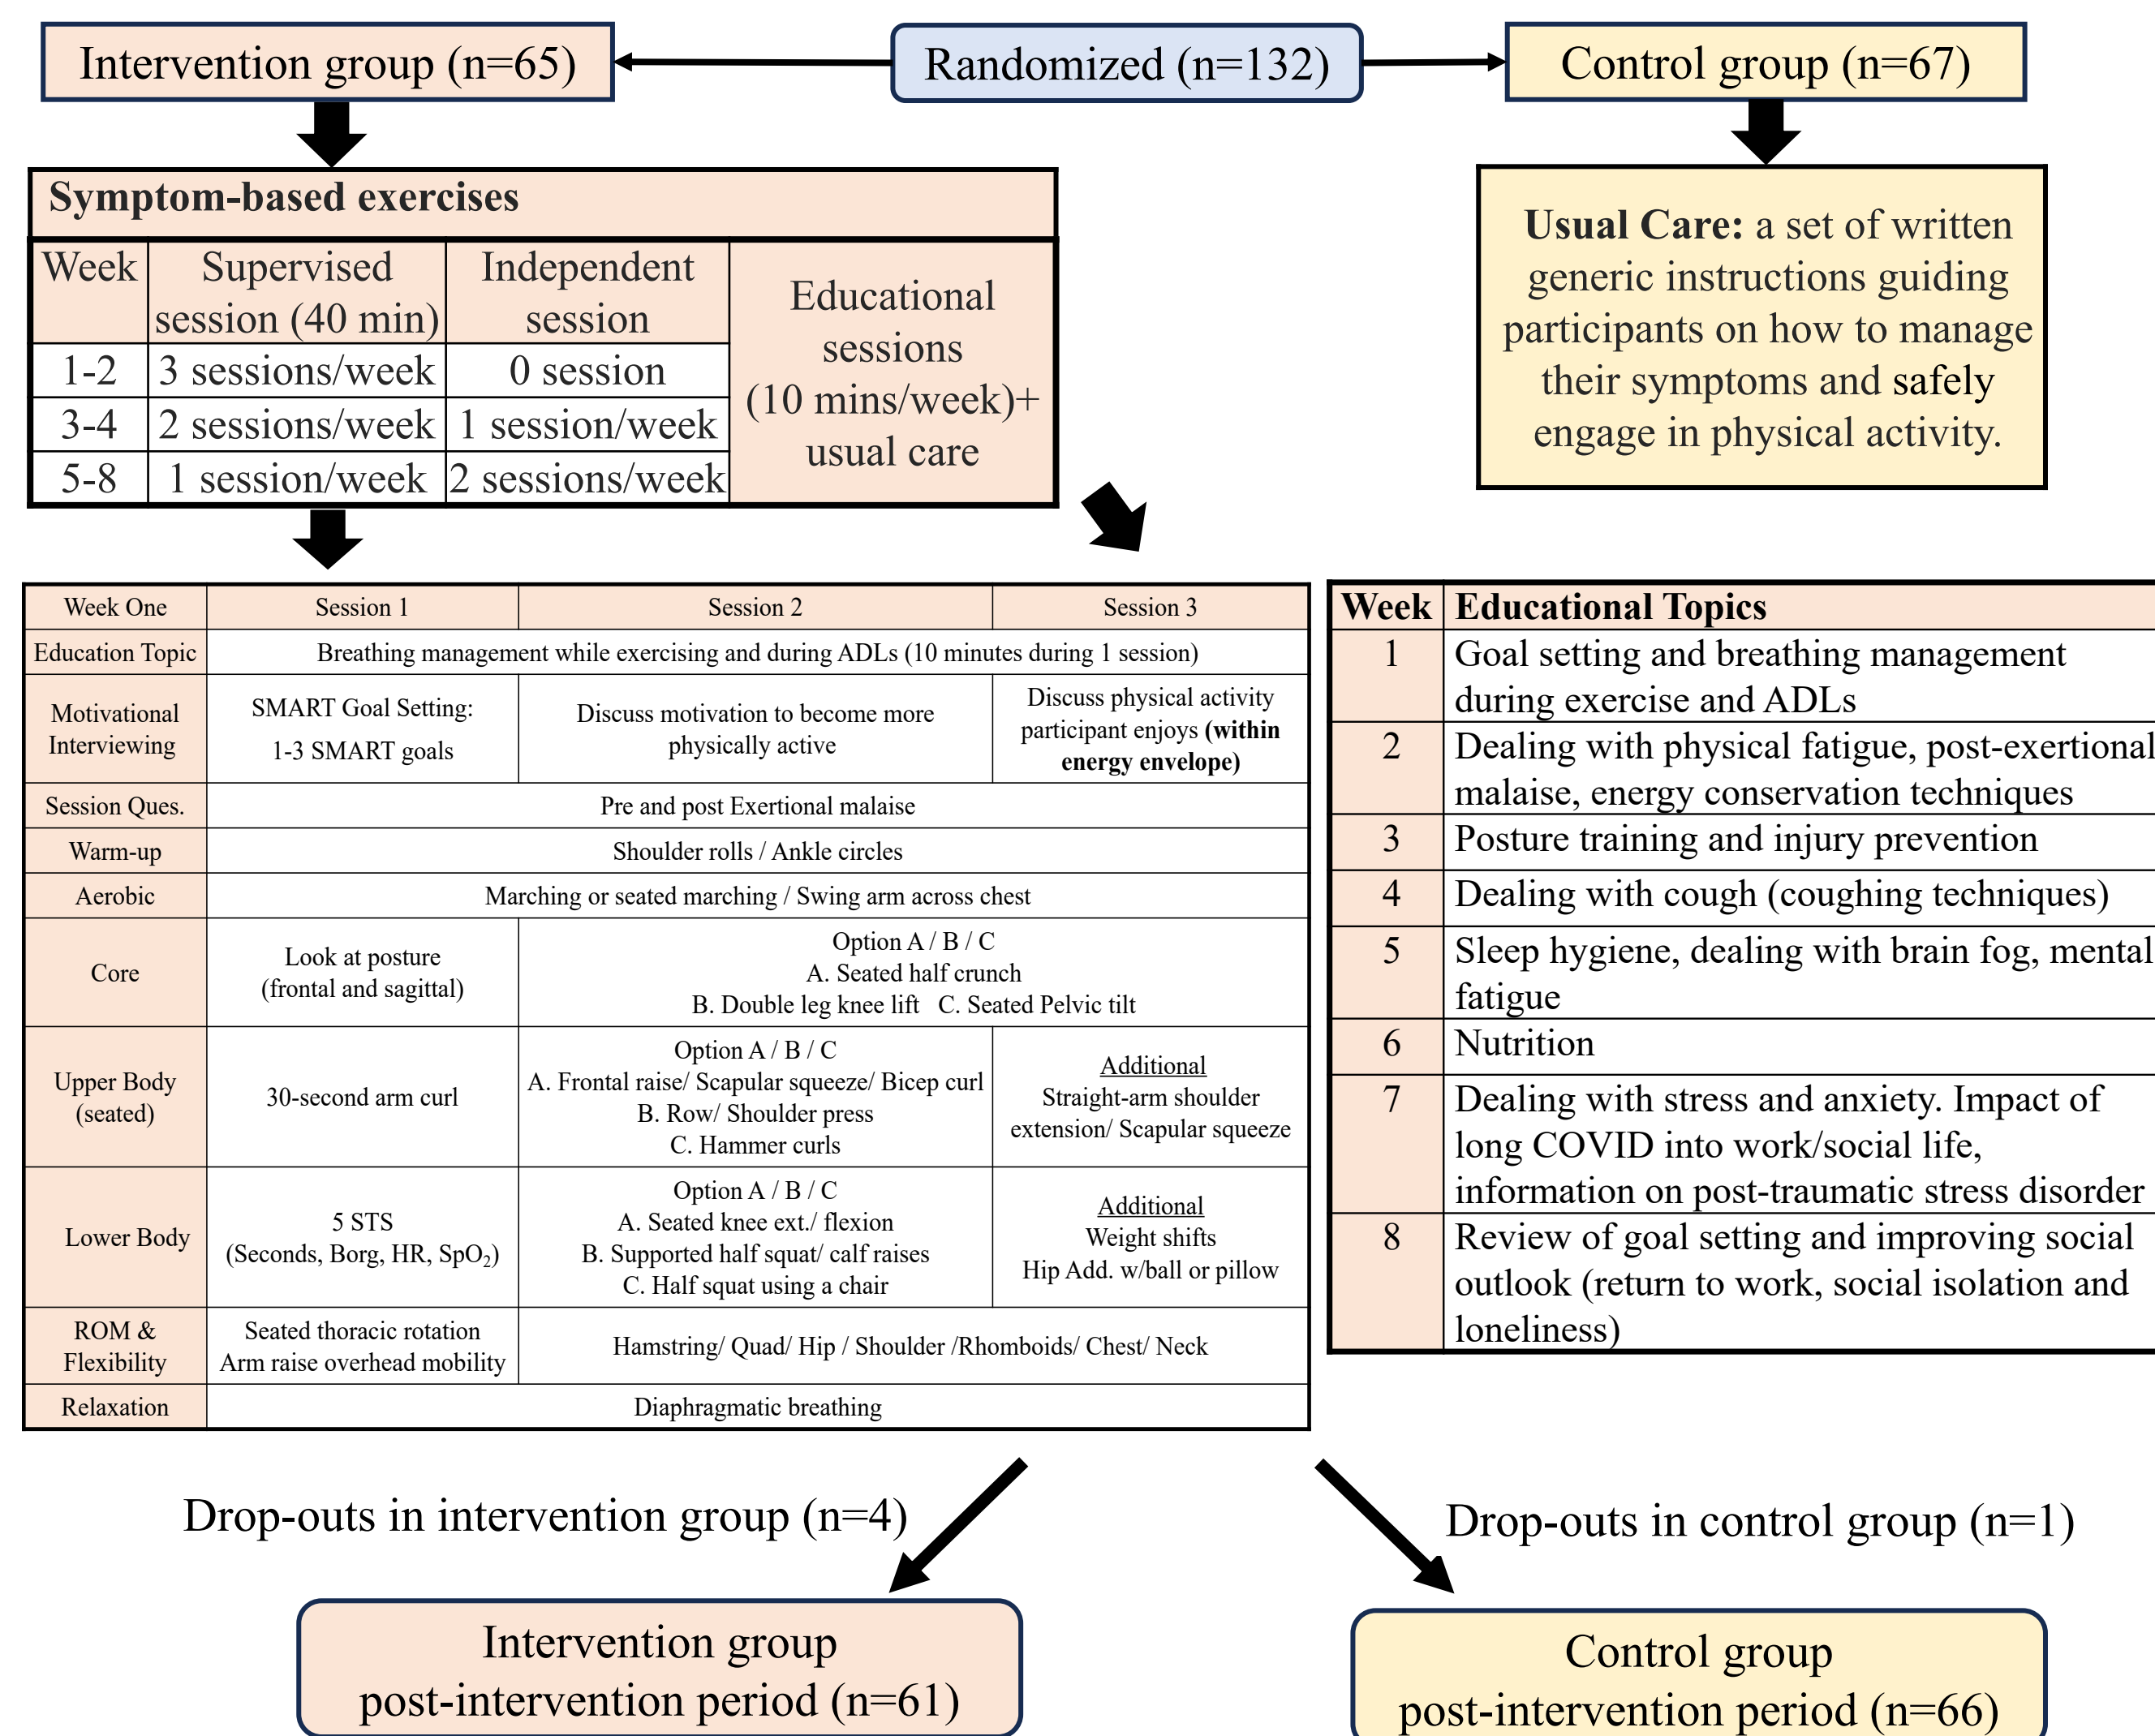 Intervention group (n=65)
Randomized (n=132)
Control group (n=67)
Symptom-based exercises
Week
Supervised
session (40 min)
Independent
session
Educational
sessions
(10 mins/week)+
usual care
1-2
3 sessions/week
0 session
3-4
2 sessions/week
1 session/week
5-8
1 session/week
2 sessions/week
Usual Care: a set of written
generic instructions guiding
participants on how to manage
their symptoms and safely
engage in physical activity.
Week One
Session 1
Session 2
Session 3
Education Topic
Breathing management while exercising and during ADLs (10 minutes during 1 session)
Motivational
Interviewing
SMART Goal Setting:
1-3 SMART goals
Discuss motivation to become more
physically active
Discuss physical activity
participant enjoys (within
energy envelope)
Session Ques.
Pre and post Exertional malaise
Warm-up
Shoulder rolls / Ankle circles
Aerobic
Marching or seated marching / Swing arm across chest
Core
Look at posture
(frontal and sagittal)
Option A / B / C
A. Seated half crunch
B. Double leg knee lift C. Seated Pelvic tilt
Upper Body
(seated)
30-second arm curl
Option A / B / C
A. Frontal raise/ Scapular squeeze/ Bicep curl
B. Row/ Shoulder press
C. Hammer curls
Additional
Straight-arm shoulder
extension/ Scapular squeeze
Lower Body
5 STS
(Seconds, Borg, HR, SpO₂)
Option A / B / C
A. Seated knee ext./ flexion
B. Supported half squat/ calf raises
C. Half squat using a chair
Additional
Weight shifts
Hip Add. w/ball or pillow
ROM &
Flexibility
Seated thoracic rotation
Arm raise overhead mobility
Hamstring/ Quad/ Hip / Shoulder /Rhomboids/ Chest/ Neck
Relaxation
Diaphragmatic breathing
Week
Educational Topics
1
Goal setting and breathing management
during exercise and ADLs
2
Dealing with physical fatigue, post-exertional
malaise, energy conservation techniques
3
Posture training and injury prevention
4
Dealing with cough (coughing techniques)
5
Sleep hygiene, dealing with brain fog, mental
fatigue
6
Nutrition
7
Dealing with stress and anxiety. Impact of
long COVID into work/social life,
information on post-traumatic stress disorder
8
Review of goal setting and improving social
outlook (return to work, social isolation and
loneliness)
Drop-outs in intervention group (n=4)
Drop-outs in control group (n=1)
Intervention group
post-intervention period (n=61)
Control group
post-intervention period (n=66)